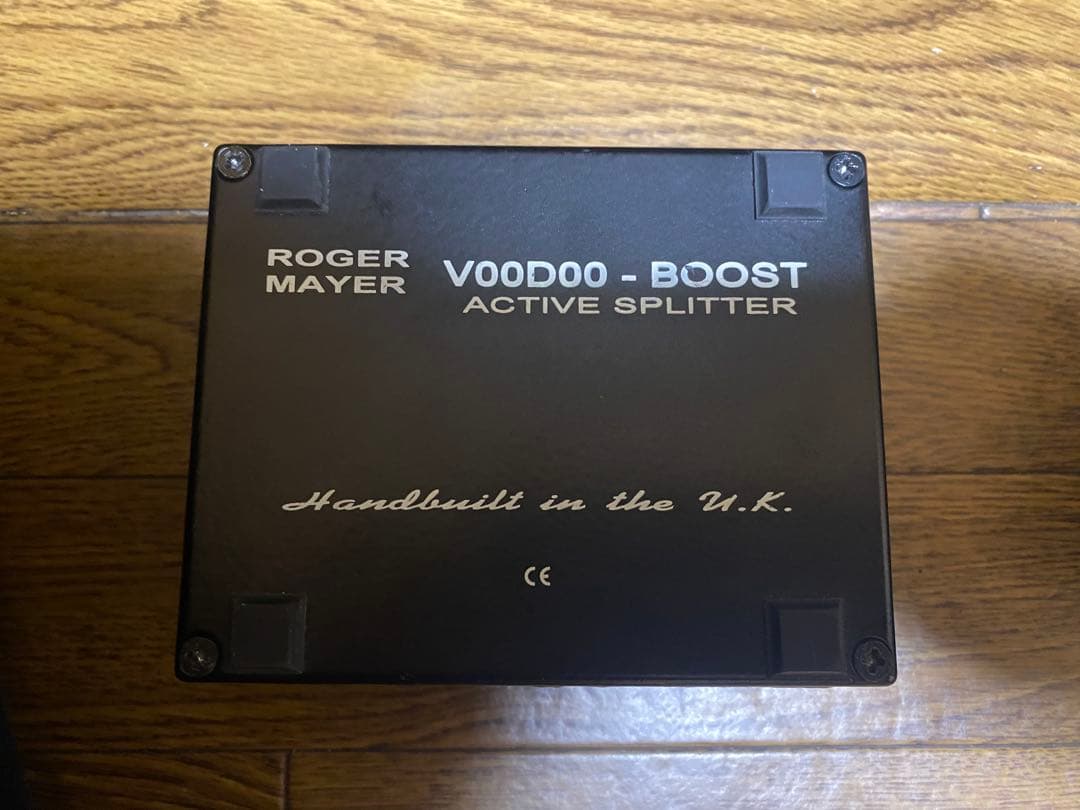 ROGER
MAYER
V00D00 - BOOST
ACTIVE SPLITTER
Handbuilt in the U.K.
CE